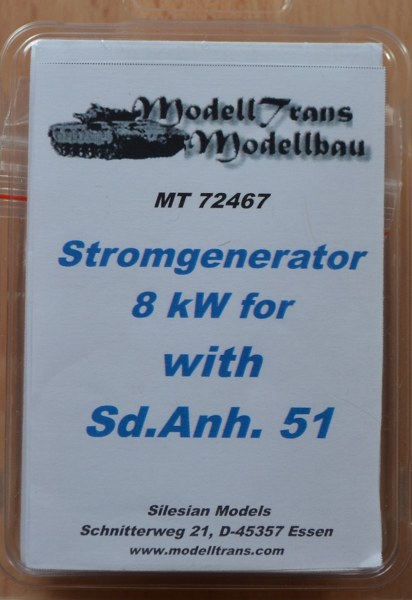 ModellTrans
Modellbau
MT 72467
Stromgenerator
8 kW for
with
Sd.Anh. 51
Silesian Models
Schnitterweg 21, D-45357 Essen
www.modelltrans.com